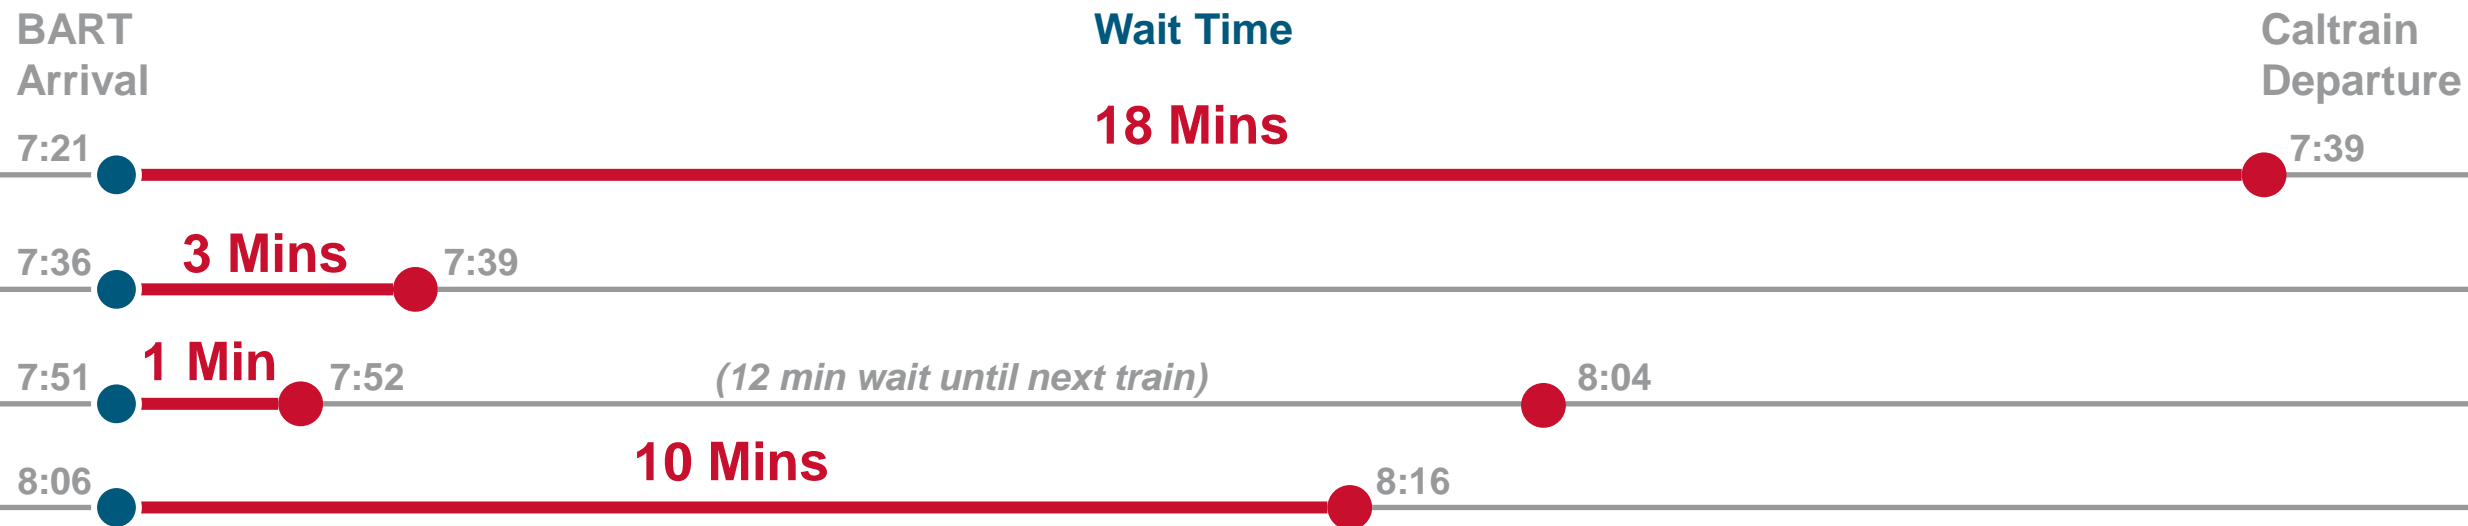 BART
Arrival
Wait Time
Caltrain
Departure
18 Mins
7:21
7:39
3 Mins
7:36
7:39
1 Min
7:51
7:52
(12 min wait until next train)
8:04
10 Mins
8:06
8:16